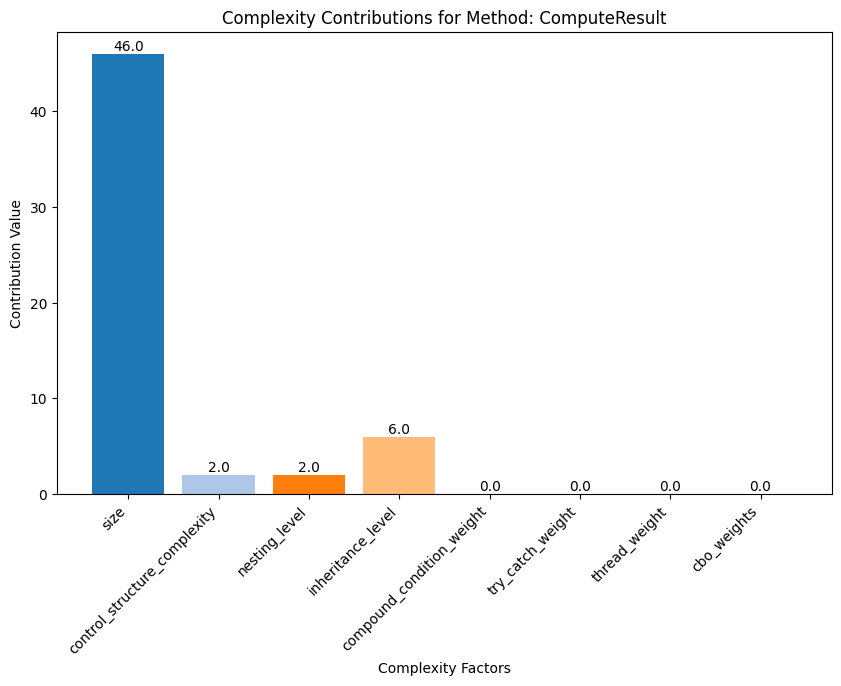 Complexity Contributions for Method: ComputeResult
Contribution Value
40
30
20
10
0
46.0
2.0
2.0
6.0
0.0
0.0
0.0
0.0
size
control_structure_complexity
nesting_level
inheritance_level
compound_condition_weight
try_catch_weight
thread_weight
cbo_weights
Complexity Factors